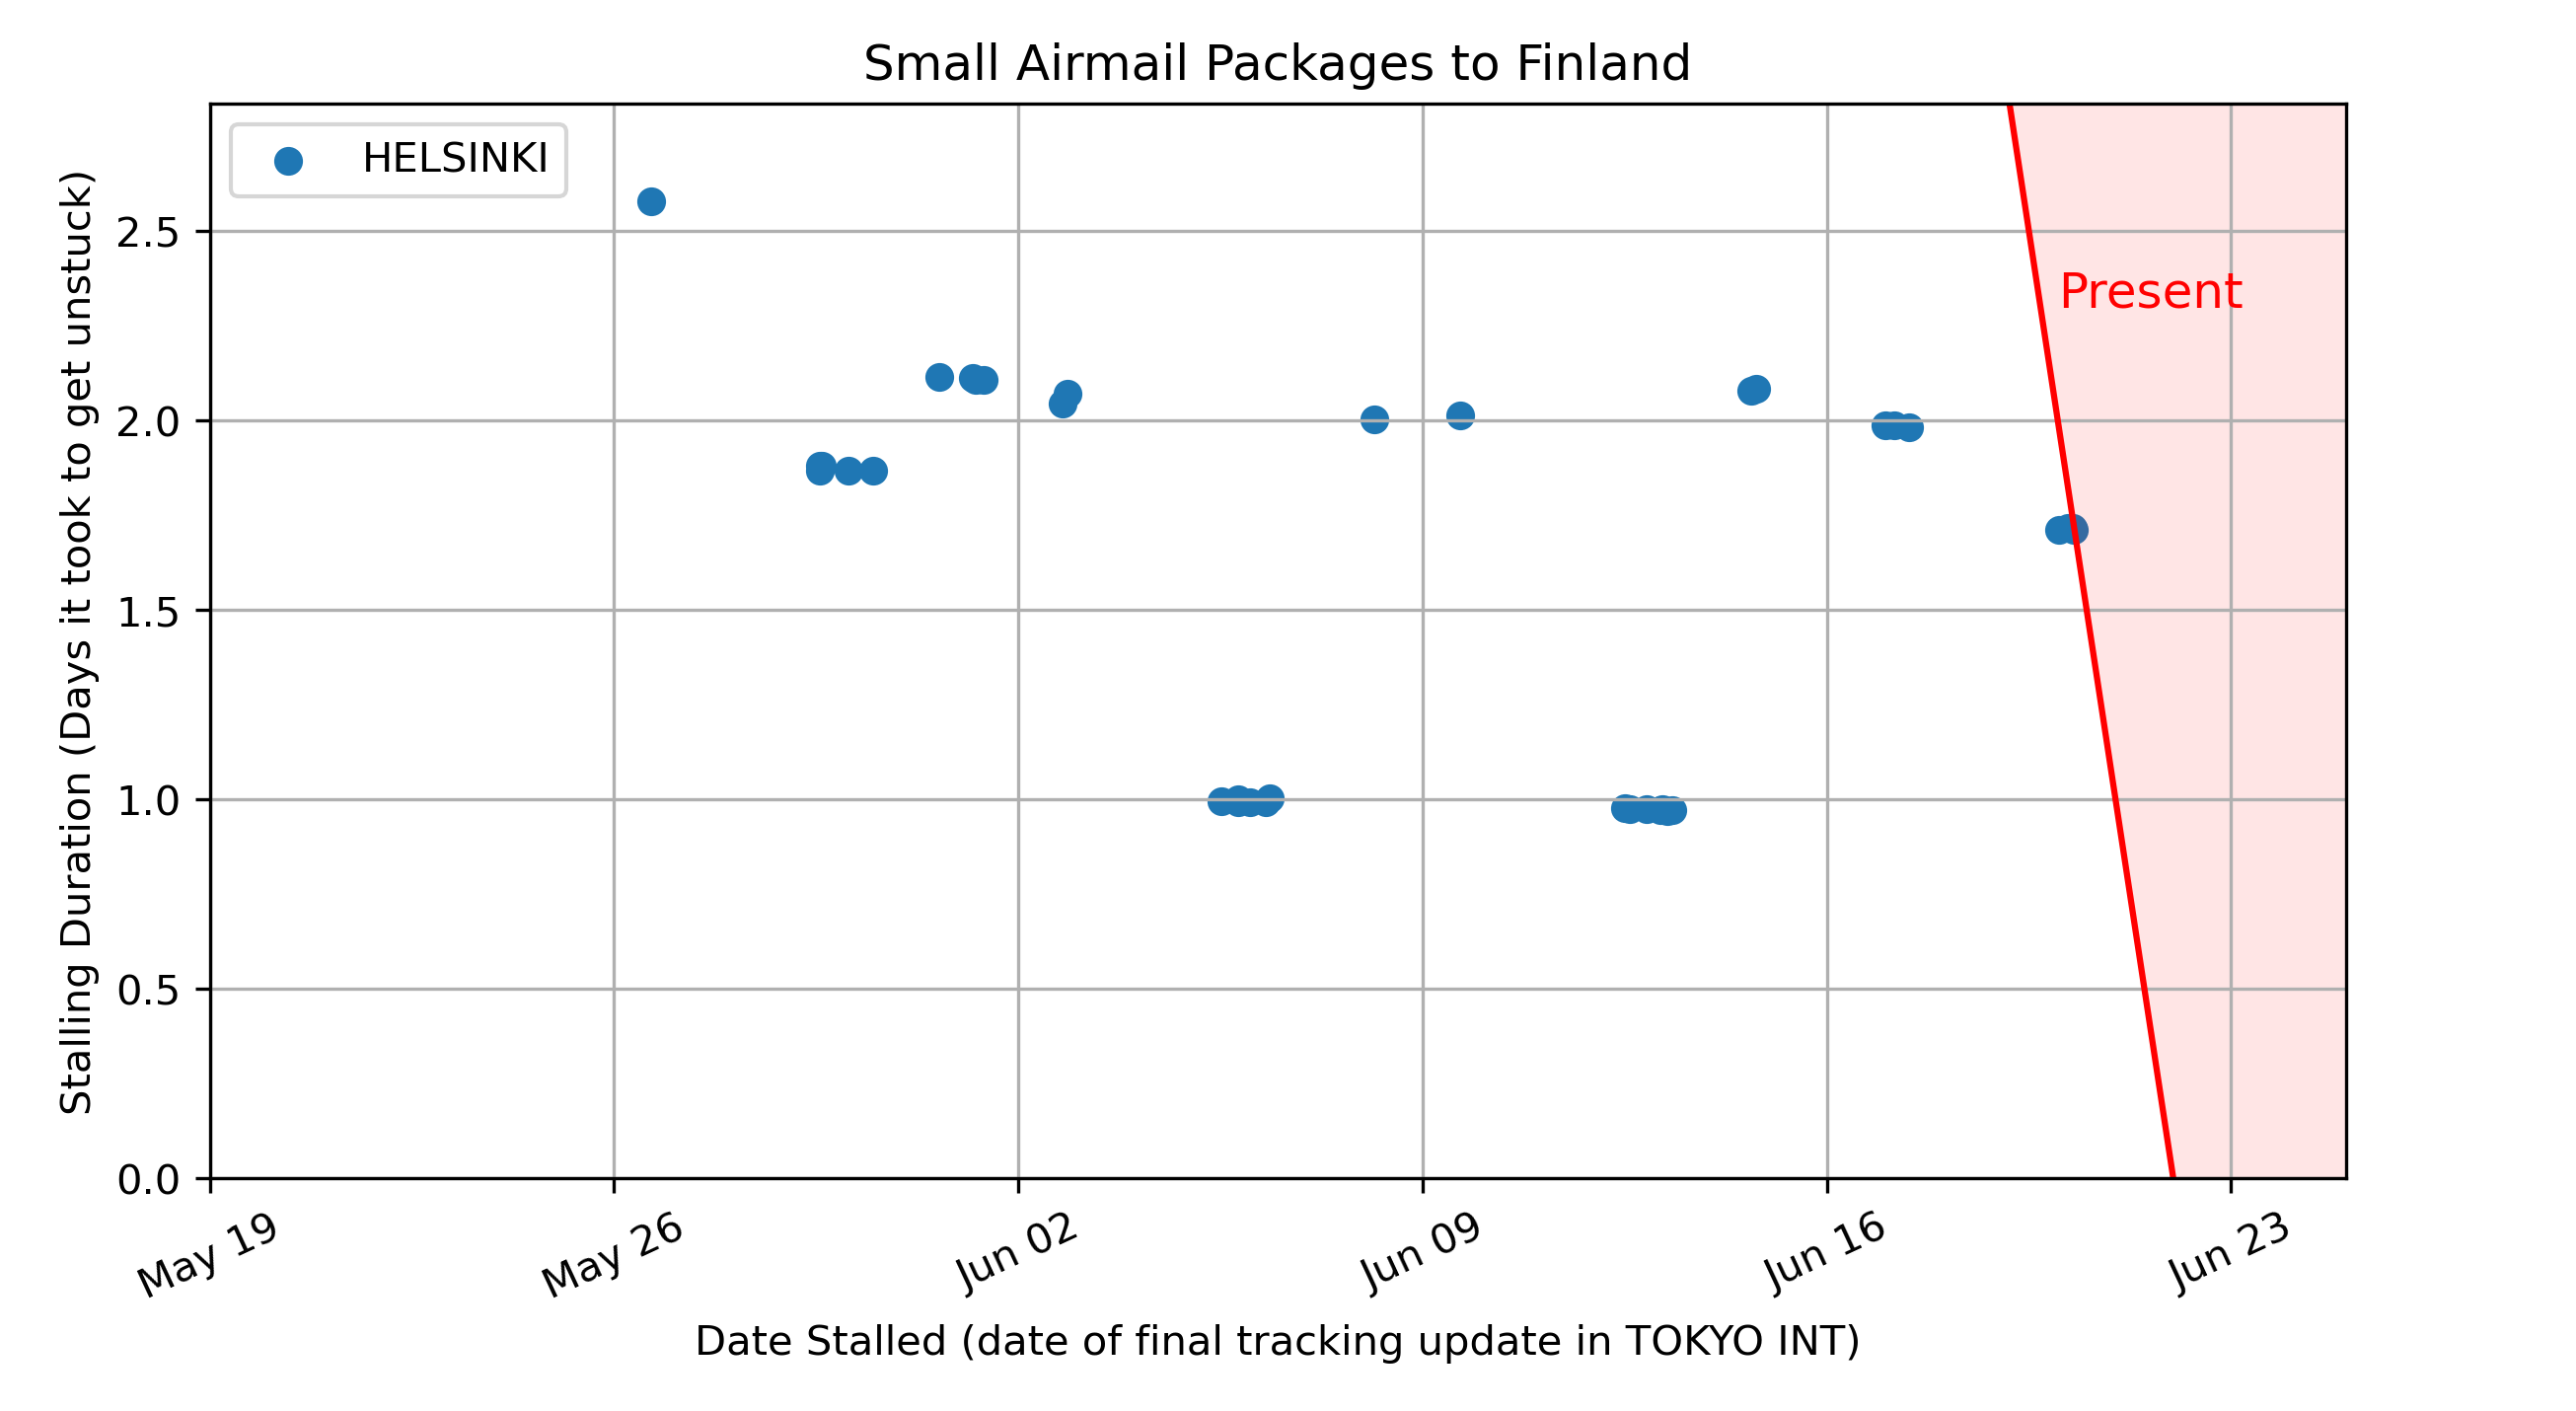 Small Airmail Packages to Finland
HELSINKI
Present
Stalling Duration (Days it took to get unstuck)
2.5
2.0
1.5
1.0
0.5
0.0
May 19
May 26
Jun 02
Jun 09
Jun 16
Jun 23
Date Stalled (date of final tracking update in TOKYO INT)